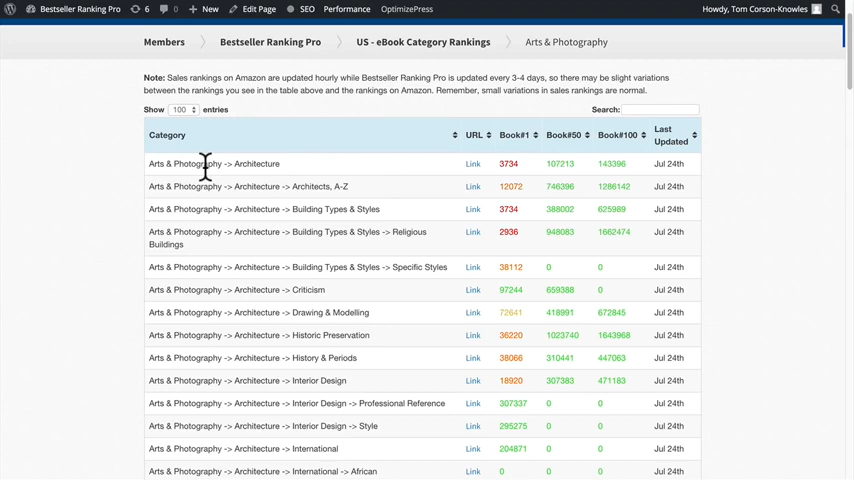 Bestseller Ranking Pro 6 0 New Edit Page SEO Performance OptimizePress Howdy, Tom Corson-Knowles
Members Bestseller Ranking Pro US - eBook Category Rankings Arts & Photography
Note: Sales rankings on Amazon are updated hourly while Bestseller Ranking Pro is updated every 3-4 days, so there may be slight variations
between the rankings you see in the table above and the rankings on Amazon. Remember, small variations in sales rankings are normal.
Show 100 entries Search:
Category URL Book#1 Book#50 Book#100 Last Updated
Arts & Photography -> Architecture Link 3734 107213 143396 Jul 24th
Arts & Photography -> Architecture -> Architects, A-Z Link 12072 746396 1286142 Jul 24th
Arts & Photography -> Architecture -> Building Types & Styles Link 3734 388002 625989 Jul 24th
Arts & Photography -> Architecture -> Building Types & Styles -> Religious Link 2936 948083 1662474 Jul 24th
Buildings
Arts & Photography -> Architecture -> Building Types & Styles -> Specific Styles Link 38112 0 0 Jul 24th
Arts & Photography -> Architecture -> Criticism Link 97244 659388 0 Jul 24th
Arts & Photography -> Architecture -> Drawing & Modelling Link 72641 418991 672845 Jul 24th
Arts & Photography -> Architecture -> Historic Preservation Link 36220 1023740 1643968 Jul 24th
Arts & Photography -> Architecture -> History & Periods Link 38066 310441 447063 Jul 24th
Arts & Photography -> Architecture -> Interior Design Link 18920 307383 471183 Jul 24th
Arts & Photography -> Architecture -> Interior Design -> Professional Reference Link 307337 0 0 Jul 24th
Arts & Photography -> Architecture -> Interior Design -> Style Link 295275 0 0 Jul 24th
Arts & Photography -> Architecture -> International Link 204871 0 0 Jul 24th
Arts & Photography -> Architecture -> International -> African Link 0 0 0 Jul 24th